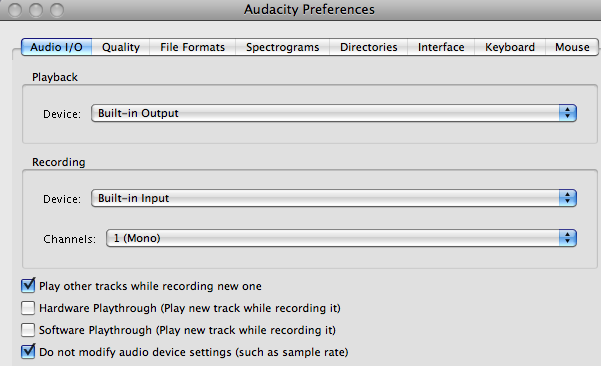 Audacity Preferences
Audio I/O Quality File Formats Spectrograms Directories Interface Keyboard Mouse
Playback
Device: Built-in Output
Recording
Device: Built-in Input
Channels: 1 (Mono)
Play other tracks while recording new one
Hardware Playthrough (Play new track while recording it)
Software Playthrough (Play new track while recording it)
Do not modify audio device settings (such as sample rate)